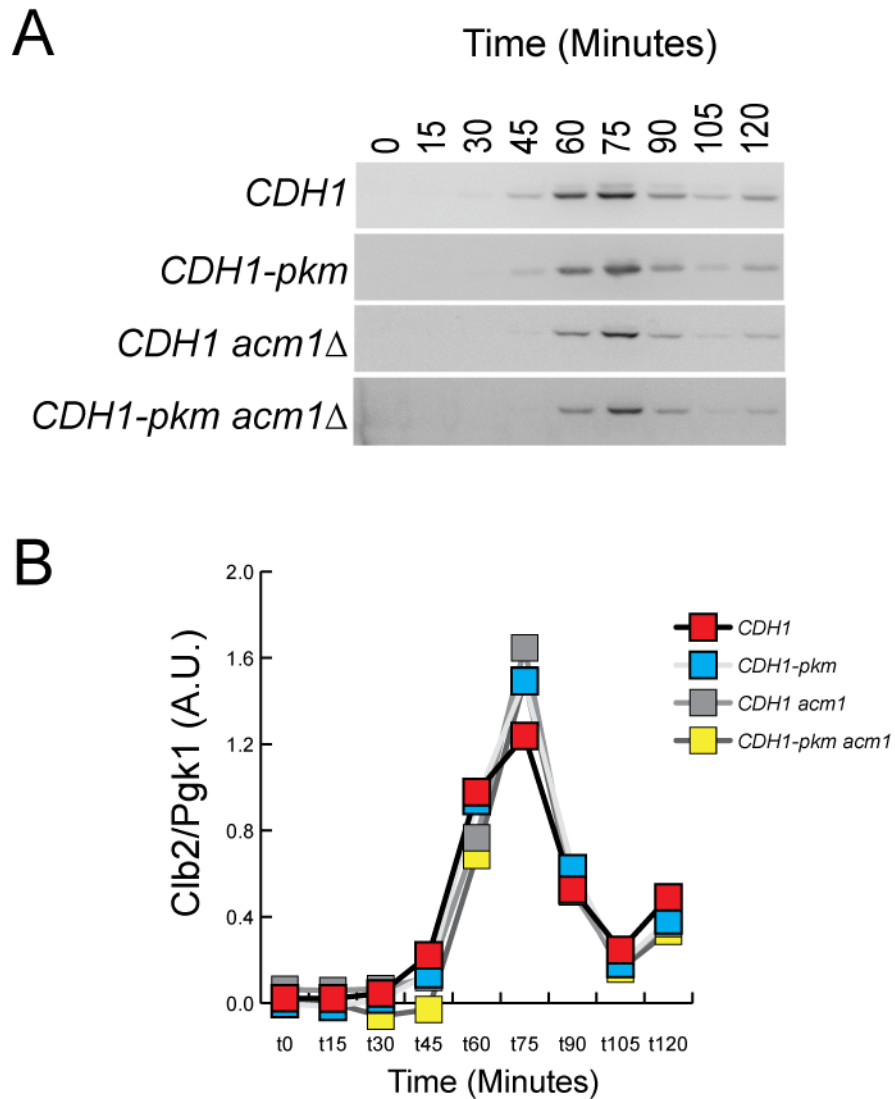 A
Time (Minutes)
0 15 30 45 60 75 90 105 120
CDH1
CDH1-pkm
CDH1 acm1Δ
CDH1-pkm acm1Δ
B
Clb2/Pgk1 (A.U.)
2.0
1.6
1.2
0.8
0.4
0.0
t0 t15 t30 t45 t60 t75 t90 t105 t120
Time (Minutes)
CDH1
CDH1-pkm
CDH1 acm1
CDH1-pkm acm1